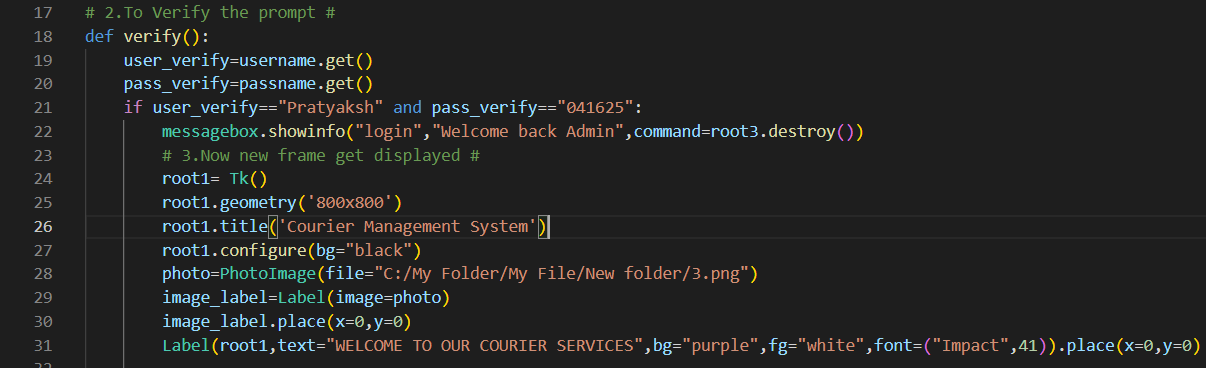 17 # 2.To Verify the prompt #
18 def verify():
19 user_verify=username.get()
20 pass_verify=passname.get()
21 if user_verify=="Pratyaksh" and pass_verify=="041625":
22 messagebox.showinfo("login","Welcome back Admin",command=root3.destroy())
23 # 3.Now new frame get displayed #
24 root1= Tk()
25 root1.geometry('800x800')
26 root1.title('Courier Management System')
27 root1.configure(bg="black")
28 photo=PhotoImage(file="C:/My Folder/My File/New folder/3.png")
29 image_label=Label(image=photo)
30 image_label.place(x=0,y=0)
31 Label(root1,text="WELCOME TO OUR COURIER SERVICES",bg="purple",fg="white",font=("Impact",41)).place(x=0,y=0)